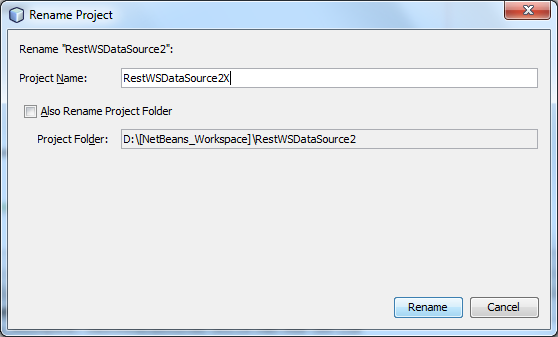 Rename Project
Rename "RestWSDataSource2":
Project Name: RestWSDataSource2X
Also Rename Project Folder
Project Folder: D:\[NetBeans_Workspace]\RestWSDataSource2
Rename Cancel